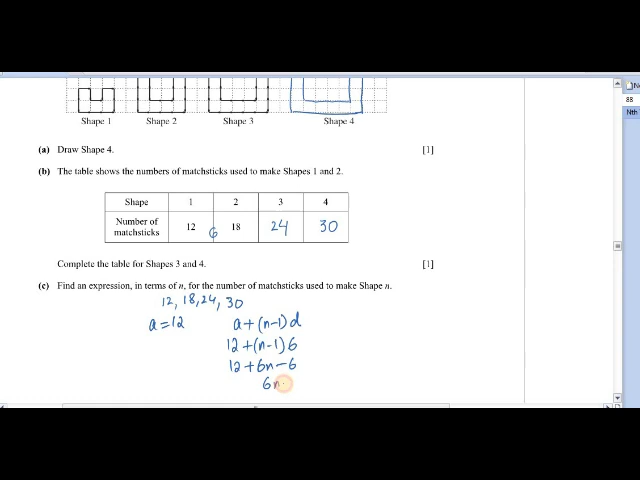 88
Nth
Shape 1 Shape 2 Shape 3 Shape 4
(a) Draw Shape 4. [1]
(b) The table shows the numbers of matchsticks used to make Shapes 1 and 2.
Shape 1 2 3 4
Number of matchsticks 12 6 18 24 30
Complete the table for Shapes 3 and 4. [1]
(c) Find an expression, in terms of n, for the number of matchsticks used to make Shape n.
12, 18, 24, 30
a = 12 a + (n-1) d
12 + (n-1) 6
12 + 6n - 6
6n